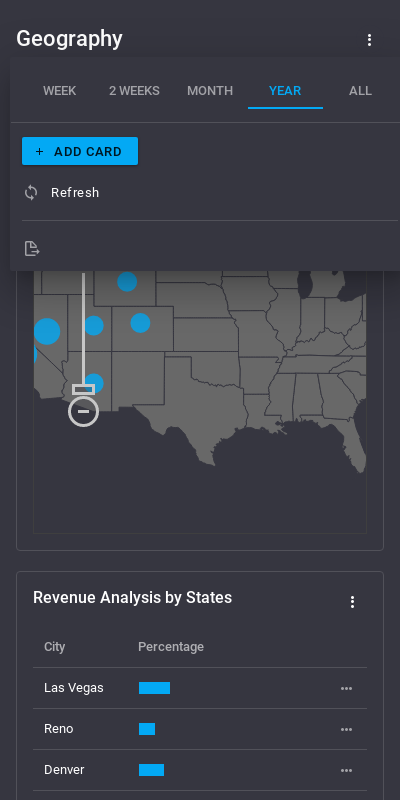 Geography
WEEK 2 WEEKS MONTH YEAR ALL
+ ADD CARD
Refresh
Revenue Analysis by States
City Percentage
Las Vegas
Reno
Denver